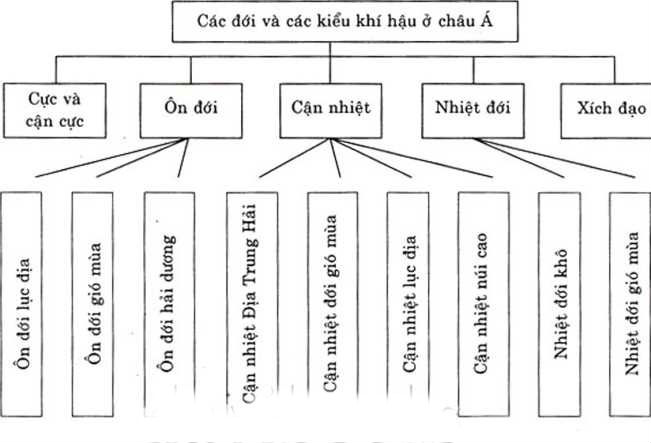 Các đới và các kiểu khí hậu ở châu Á
Cực và
cận cực
Ôn đới
Cận nhiệt
Nhiệt đới
Xích đạo
Ôn đới lục địa
Ôn đới gió mùa
Ôn đới hải dương
Cận nhiệt Địa Trung Hải
Cận nhiệt đới gió mùa
Cận nhiệt lục địa
Cận nhiệt núi cao
Nhiệt đới khô
Nhiệt đới gió mùa